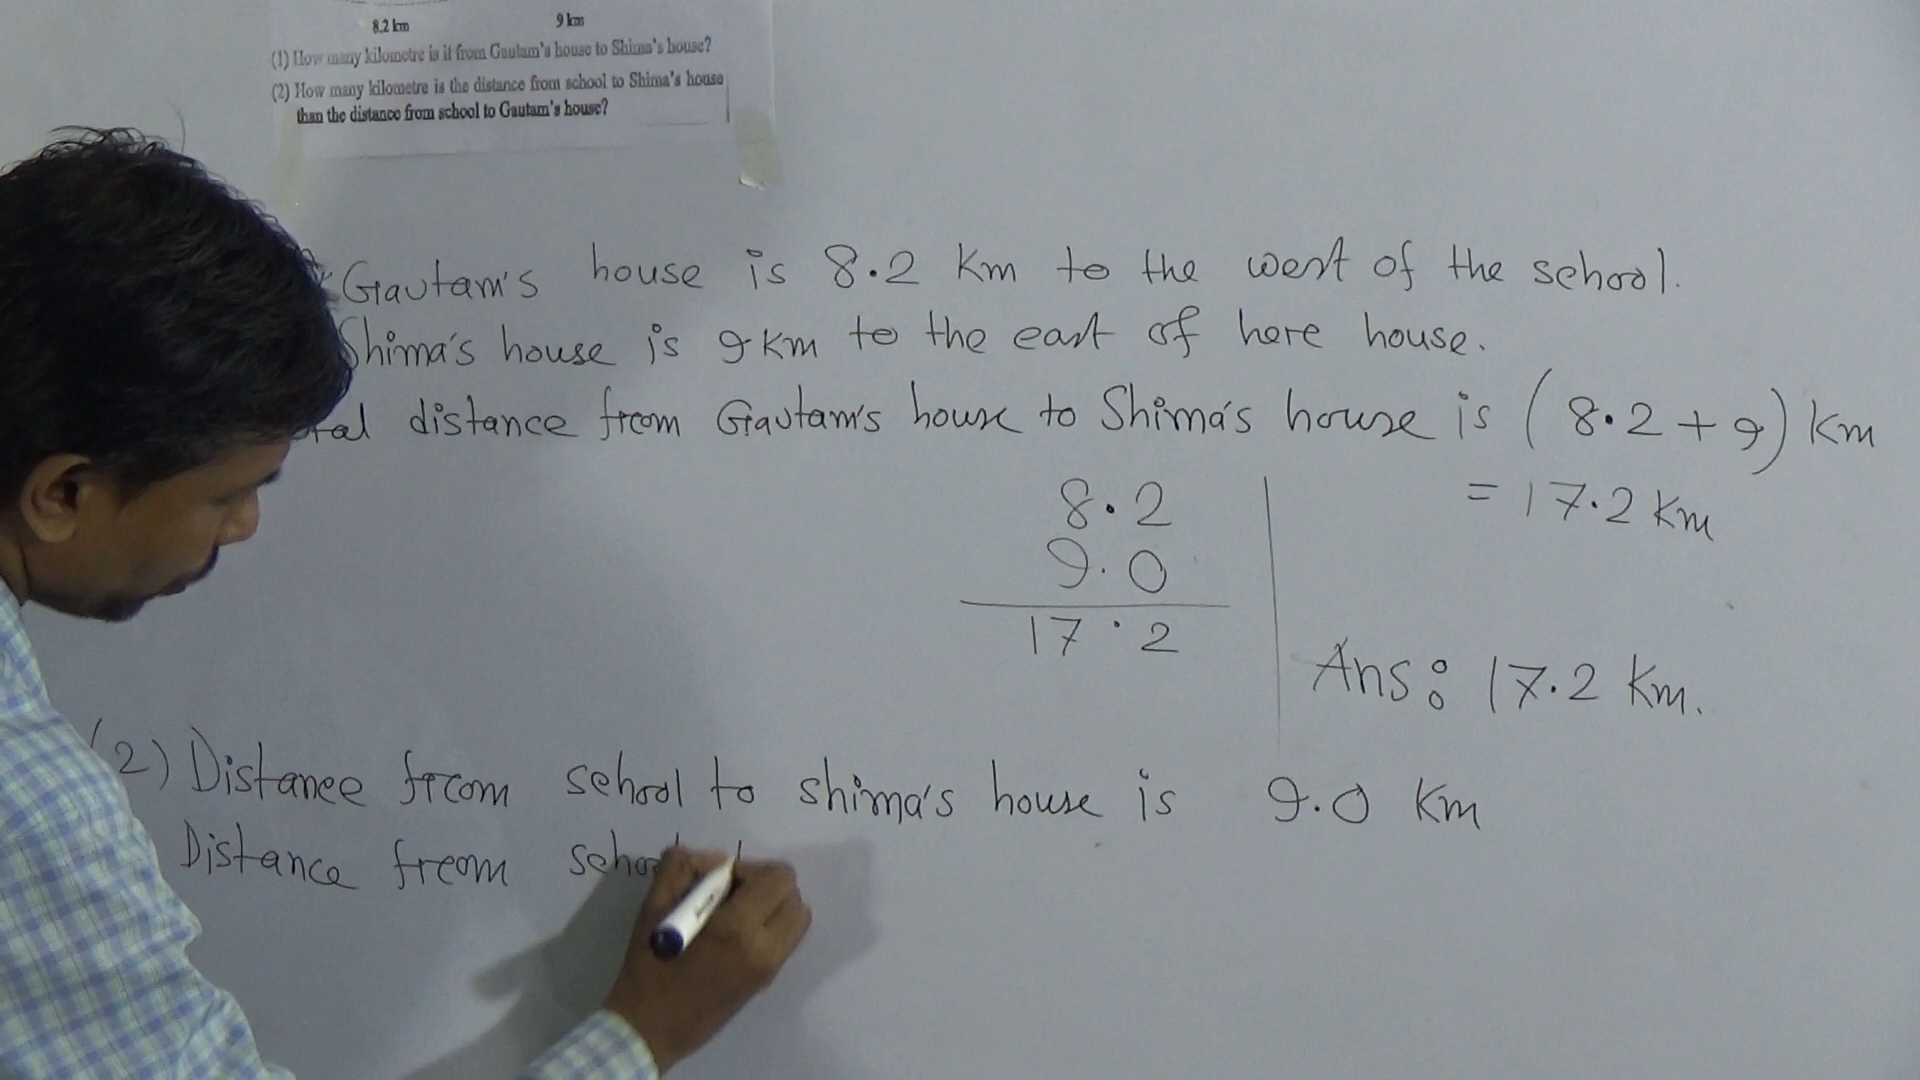 8.2 km 9 km
(1) How many kilometre is it from Gautam's house to Shima's house?
(2) How many kilometre is the distance from school to Shima's house
than the distance from school to Gautam's house?
Gautam's house is 8.2 Km to the west of the school.
Shima's house is 9 Km to the east of here house.
distance from Gautam's house to Shima's house is (8.2 + 9) Km
8.2 = 17.2 Km
9.0
17.2
Ans: 17.2 Km.
(2) Distance from school to shima's house is 9.0 Km
Distance from school